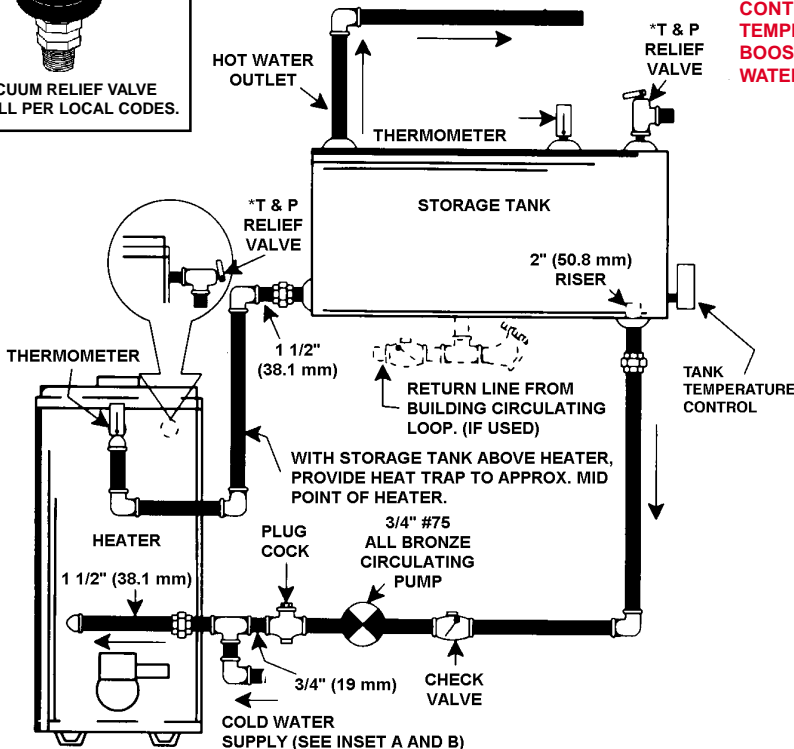 VALVE
LL PER LOCAL CODES.
HOT WATER
OUTLET
*T & P
RELIEF
VALVE
THERMOMETER
STORAGE TANK
*T & P
RELIEF
VALVE
2" (50.8 mm)
RISER
1 1/2"
(38.1 mm)
THERMOMETER
RETURN LINE FROM
BUILDING CIRCULATING
LOOP. (IF USED)
TANK
TEMPERATURE
CONTROL
WITH STORAGE TANK ABOVE HEATER,
PROVIDE HEAT TRAP TO APPROX. MID
POINT OF HEATER.
HEATER
PLUG
COCK
3/4" #75
ALL BRONZE
CIRCULATING
PUMP
1 1/2" (38.1 mm)
3/4" (19 mm)
CHECK
VALVE
COLD WATER
SUPPLY (SEE INSET A AND B)
CONT
TEMP
BOOS
WATE